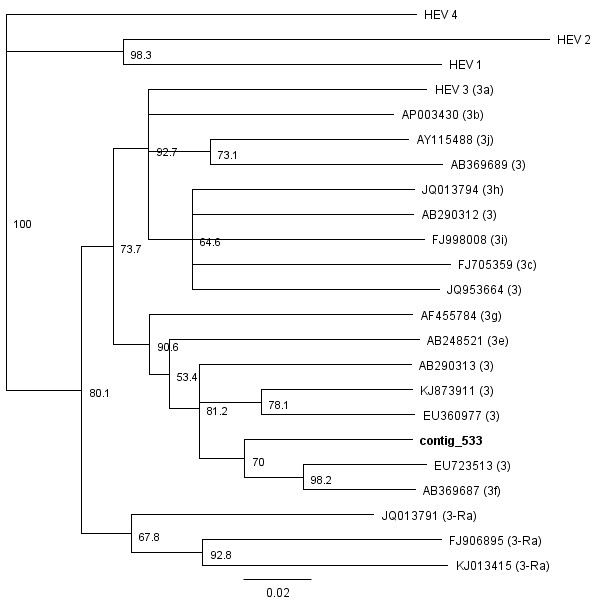 HEV 4
HEV 2
98.3
HEV 1
HEV 3 (3a)
AP003430 (3b)
AY115488 (3j)
92.7
73.1
AB369689 (3)
JQ013794 (3h)
AB290312 (3)
100
64.6
FJ998008 (3i)
73.7
FJ705359 (3c)
JQ953664 (3)
AF455784 (3g)
AB248521 (3e)
90.6
AB290313 (3)
53.4
KJ873911 (3)
80.1
78.1
81.2
EU360977 (3)
contig_533
70
EU723513 (3)
98.2
AB369687 (3f)
JQ013791 (3-Ra)
67.8
FJ906895 (3-Ra)
92.8
KJ013415 (3-Ra)
0.02